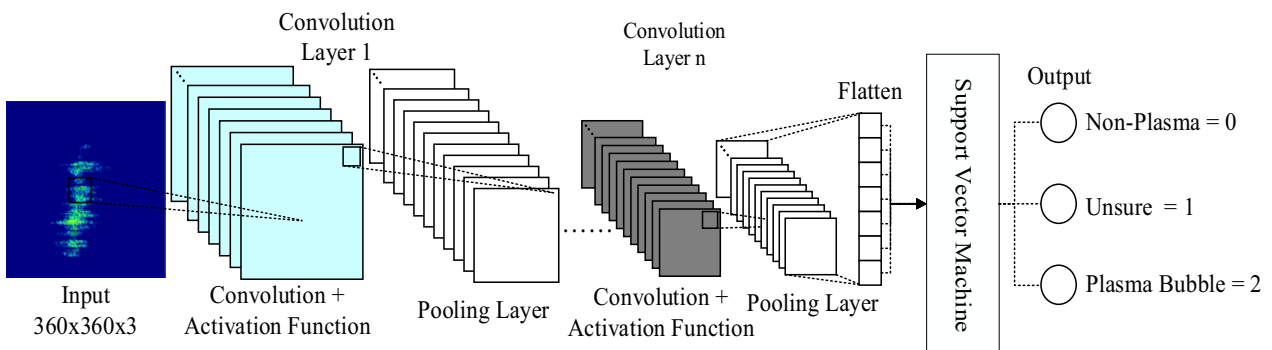 Convolution
Layer 1
Convolution
Layer n
Flatten
Output
Support Vector Machine
Non-Plasma = 0
Unsure = 1
Plasma Bubble = 2
Input
360x360x3
Convolution +
Activation Function
Pooling Layer
Convolution +
Activation Function
Pooling Layer